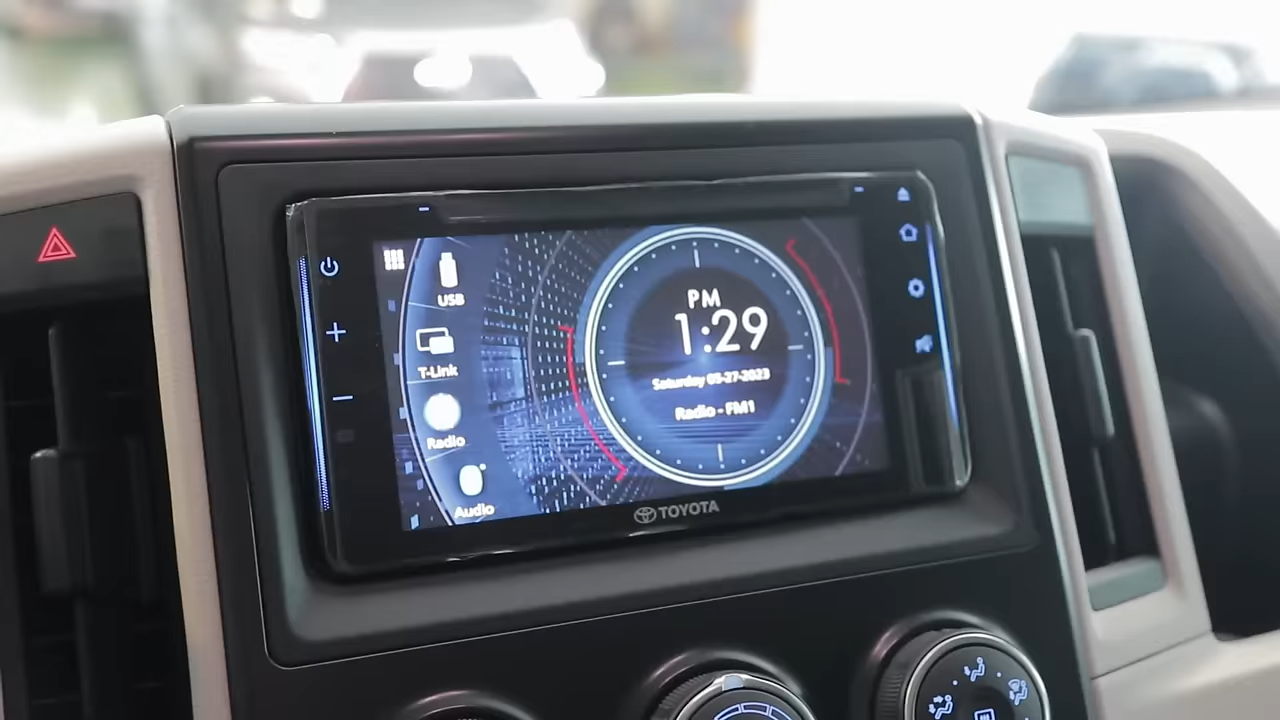 USB
T-Link
Radio
Audio
PM
1:29
Saturday 05-27-2023
Radio - FM1
TOYOTA